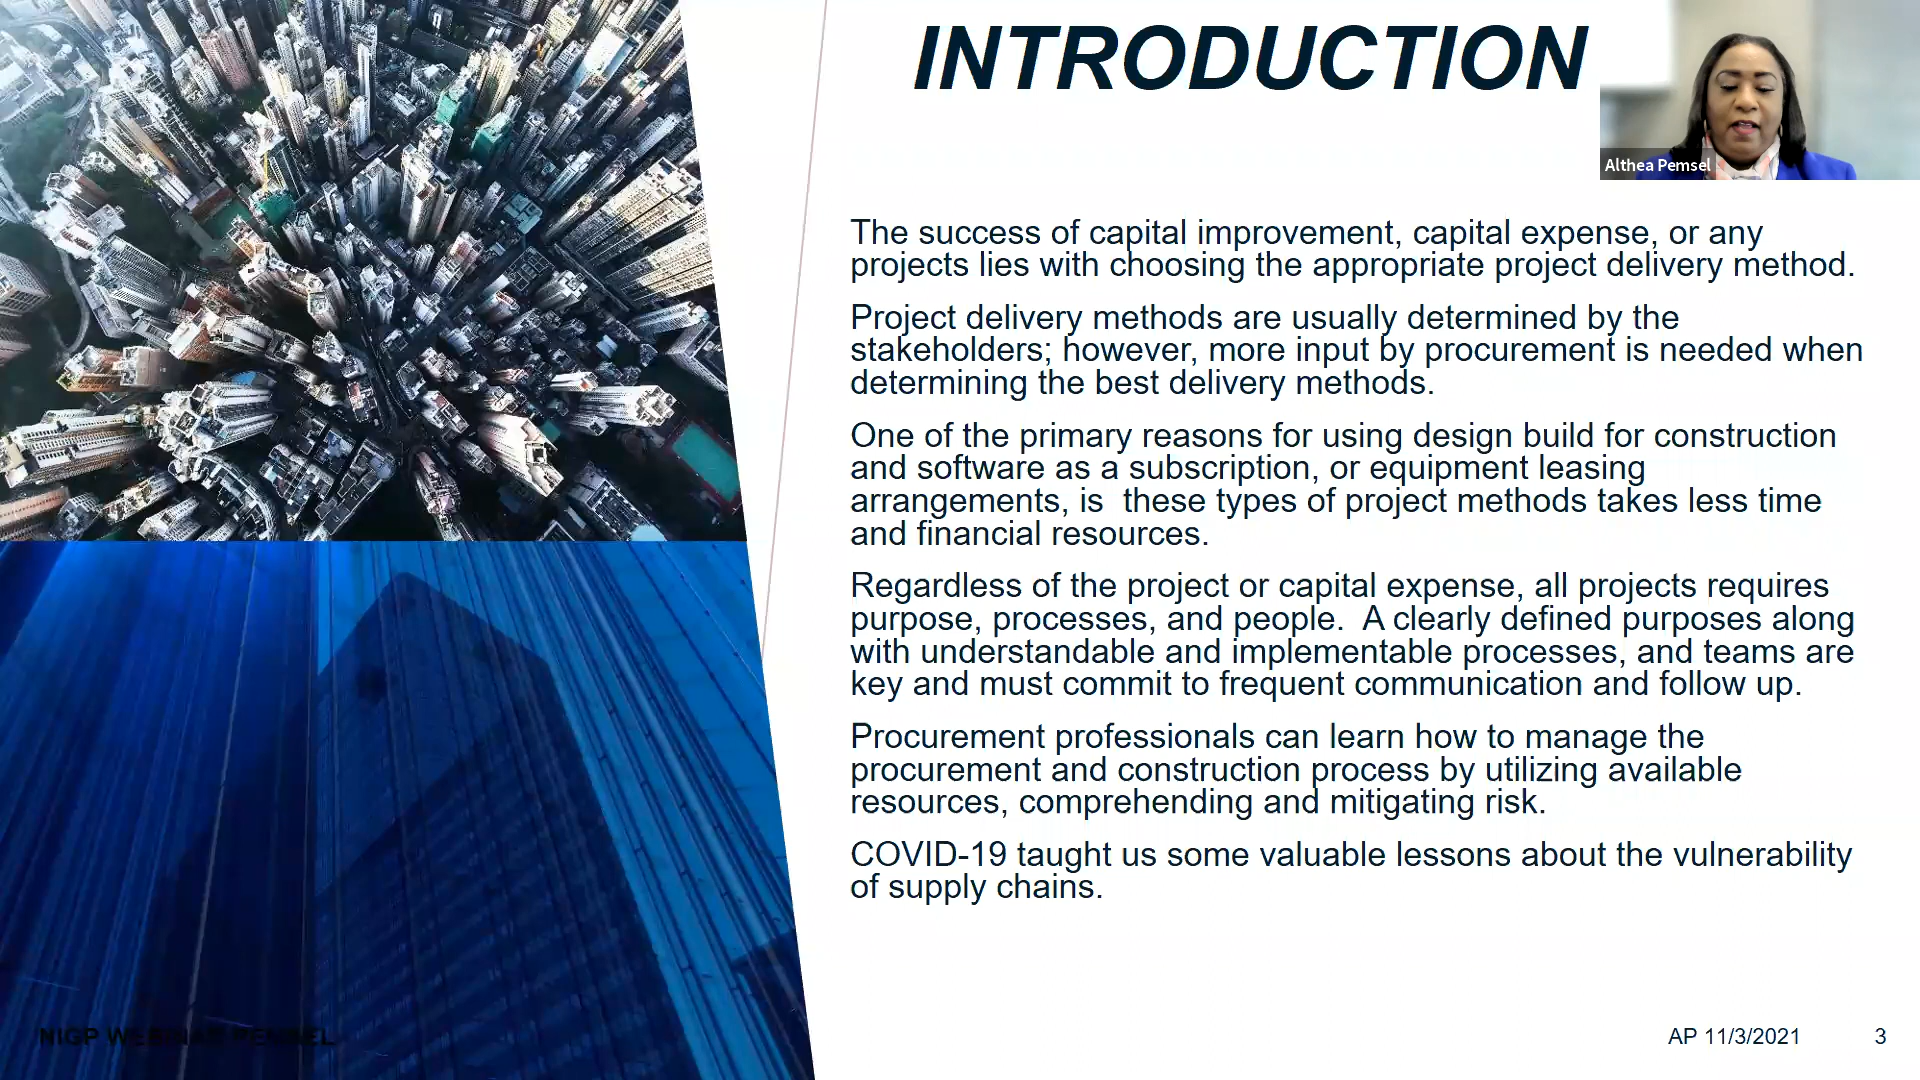 INTRODUCTION
Althea Pemsel
The success of capital improvement, capital expense, or any
projects lies with choosing the appropriate project delivery method.
Project delivery methods are usually determined by the
stakeholders; however, more input by procurement is needed when
determining the best delivery methods.
One of the primary reasons for using design build for construction
and software as a subscription, or equipment leasing
arrangements, is  these types of project methods takes less time
and financial resources.
Regardless of the project or capital expense, all projects requires
purpose, processes, and people.  A clearly defined purposes along
with understandable and implementable processes, and teams are
key and must commit to frequent communication and follow up.
Procurement professionals can learn how to manage the
procurement and construction process by utilizing available
resources, comprehending and mitigating risk.
COVID-19 taught us some valuable lessons about the vulnerability
of supply chains.
NIGP WEBINAR PEMSEL
AP 11/3/2021
3